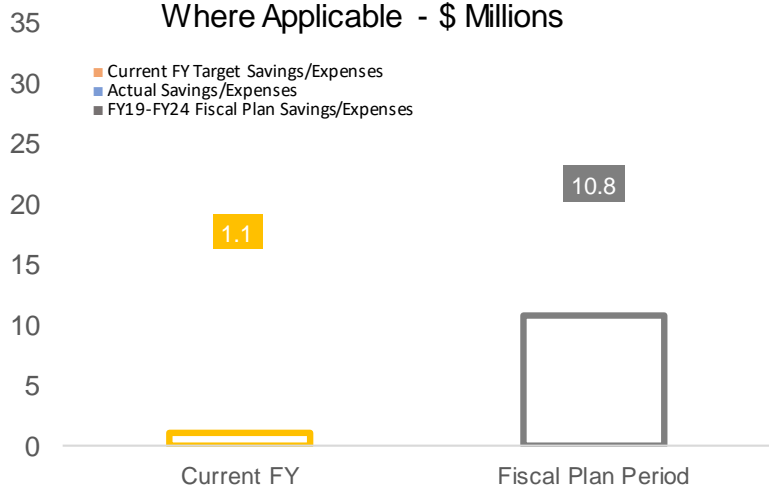 Where Applicable - $ Millions
35
30
25
20
15
10
5
0
Current FY Target Savings/Expenses
Actual Savings/Expenses
FY19-FY24 Fiscal Plan Savings/Expenses
1.1
10.8
Current FY
Fiscal Plan Period